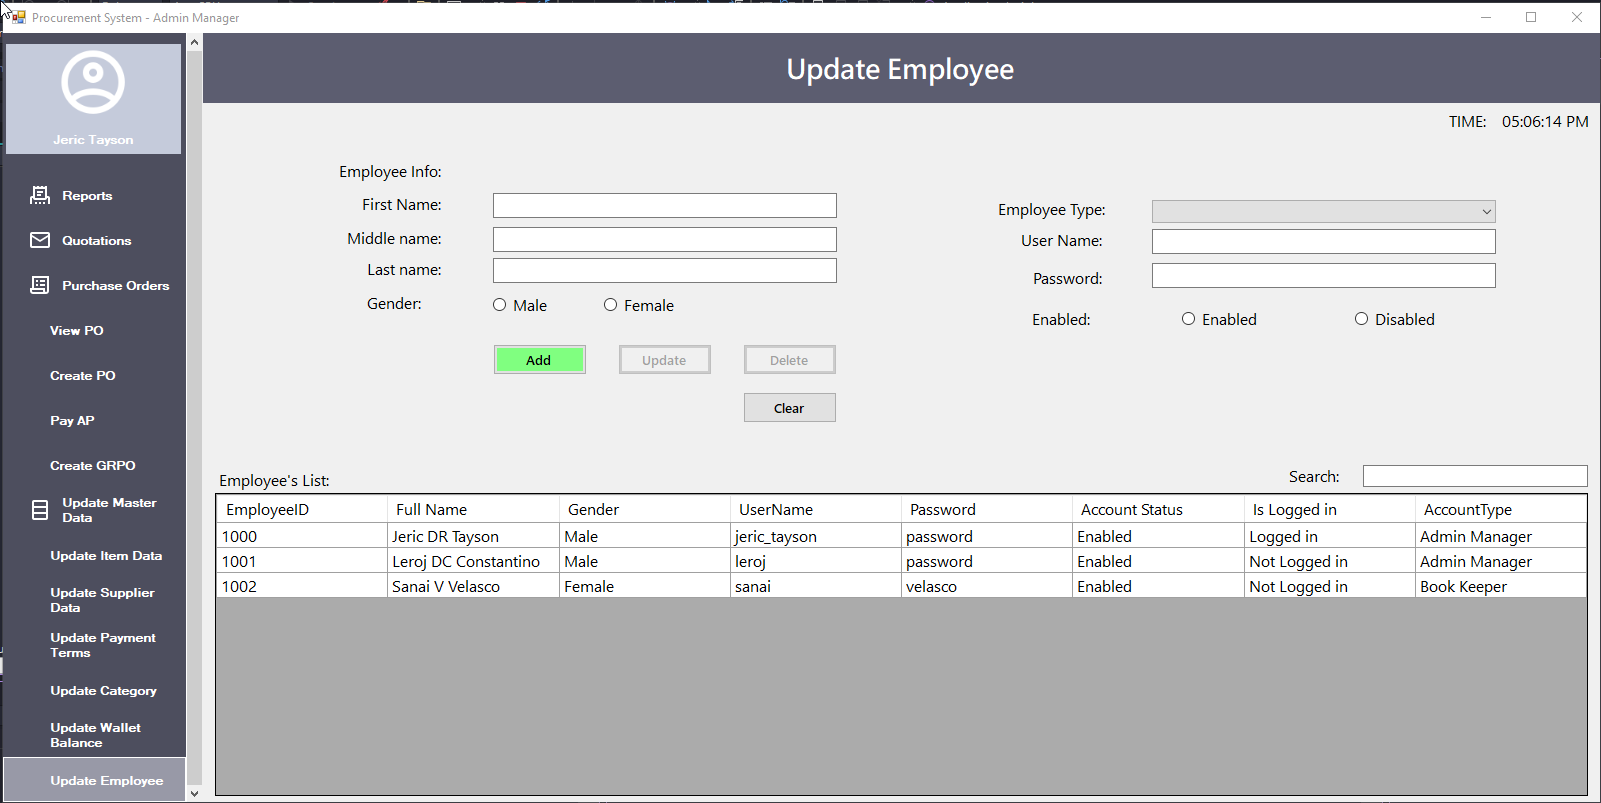 Procurement System - Admin Manager
Jeric Tayson
Reports
Quotations
Purchase Orders
View PO
Create PO
Pay AP
Create GRPO
Update Master
Data
Update Item Data
Update Supplier
Data
Update Payment
Terms
Update Category
Update Wallet
Balance
Update Employee
Update Employee
TIME: 05:06:14 PM
Employee Info:
First Name:
Middle name:
Last name:
Gender: Male Female
Employee Type:
User Name:
Password:
Enabled: Enabled Disabled
Add Update Delete
Clear
Employee's List:
Search:
EmployeeID Full Name Gender UserName Password Account Status Is Logged in AccountType
1000 Jeric DR Tayson Male jeric_tayson password Enabled Logged in Admin Manager
1001 Leroj DC Constantino Male leroj password Enabled Not Logged in Admin Manager
1002 Sanai V Velasco Female sanai velasco Enabled Not Logged in Book Keeper